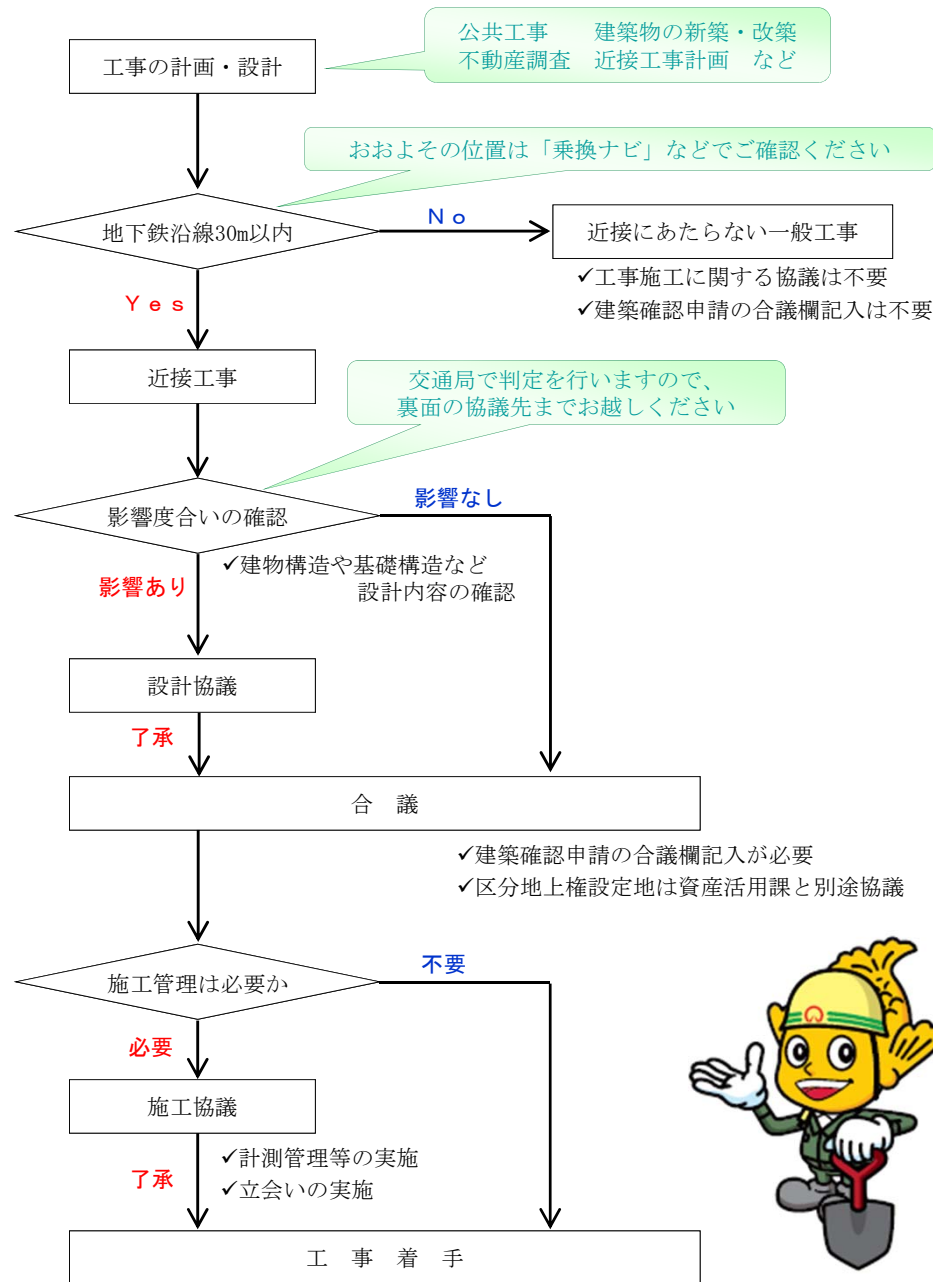 公共工事　　建築物の新築・改築
工事の計画・設計
不動産調査　近接工事計画　など
おおよその位置は「乗換ナビ」などでご確認ください
No
地下鉄沿線30m以内
近接にあたらない一般工事
✓工事施工に関する協議は不要
Yes
✓建築確認申請の合議欄記入は不要
近接工事
交通局で判定を行いますので、
裏面の協議先までお越しください
影響なし
影響度合いの確認
✓建物構造や基礎構造など
影響あり
設計内容の確認
設計協議
了承
合　議
✓建築確認申請の合議欄記入が必要
✓区分地上権設定地は資産活用課と別途協議
不要
施工管理は必要か
必要
施工協議
✓計測管理等の実施
了承
✓立会いの実施
工　事　着　手